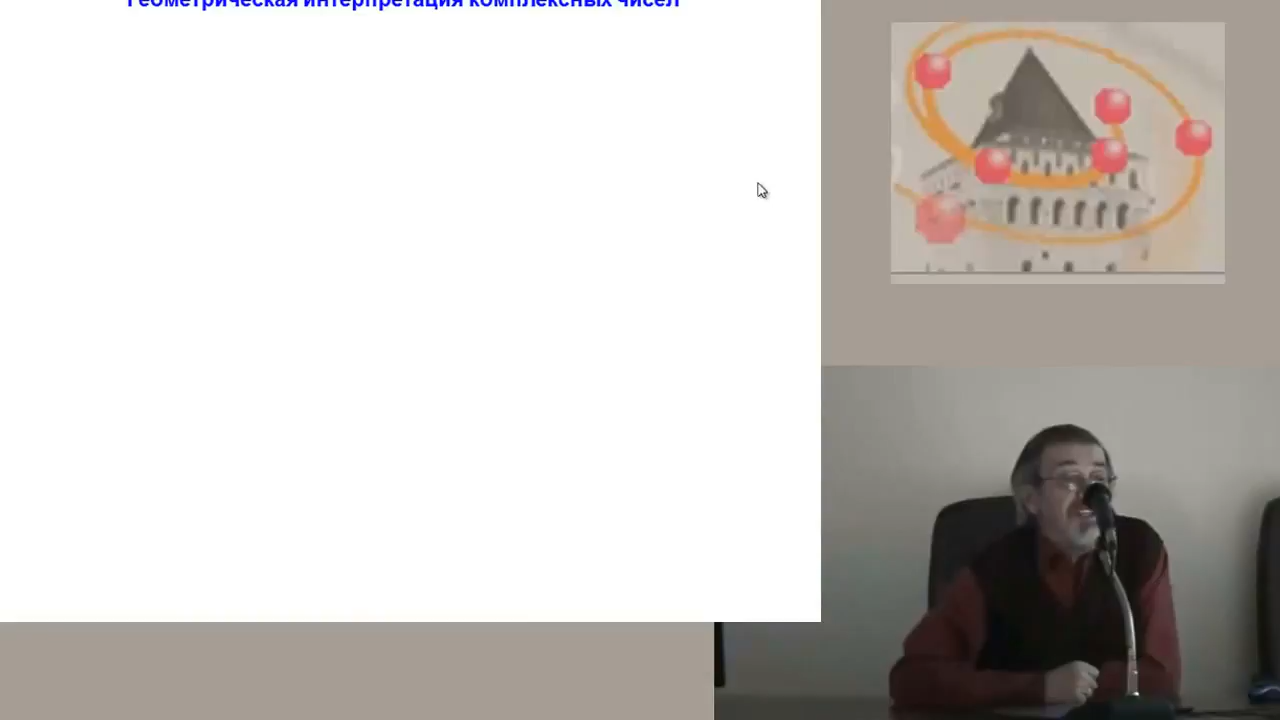 Геометрическая интерпретация комплексных чисел